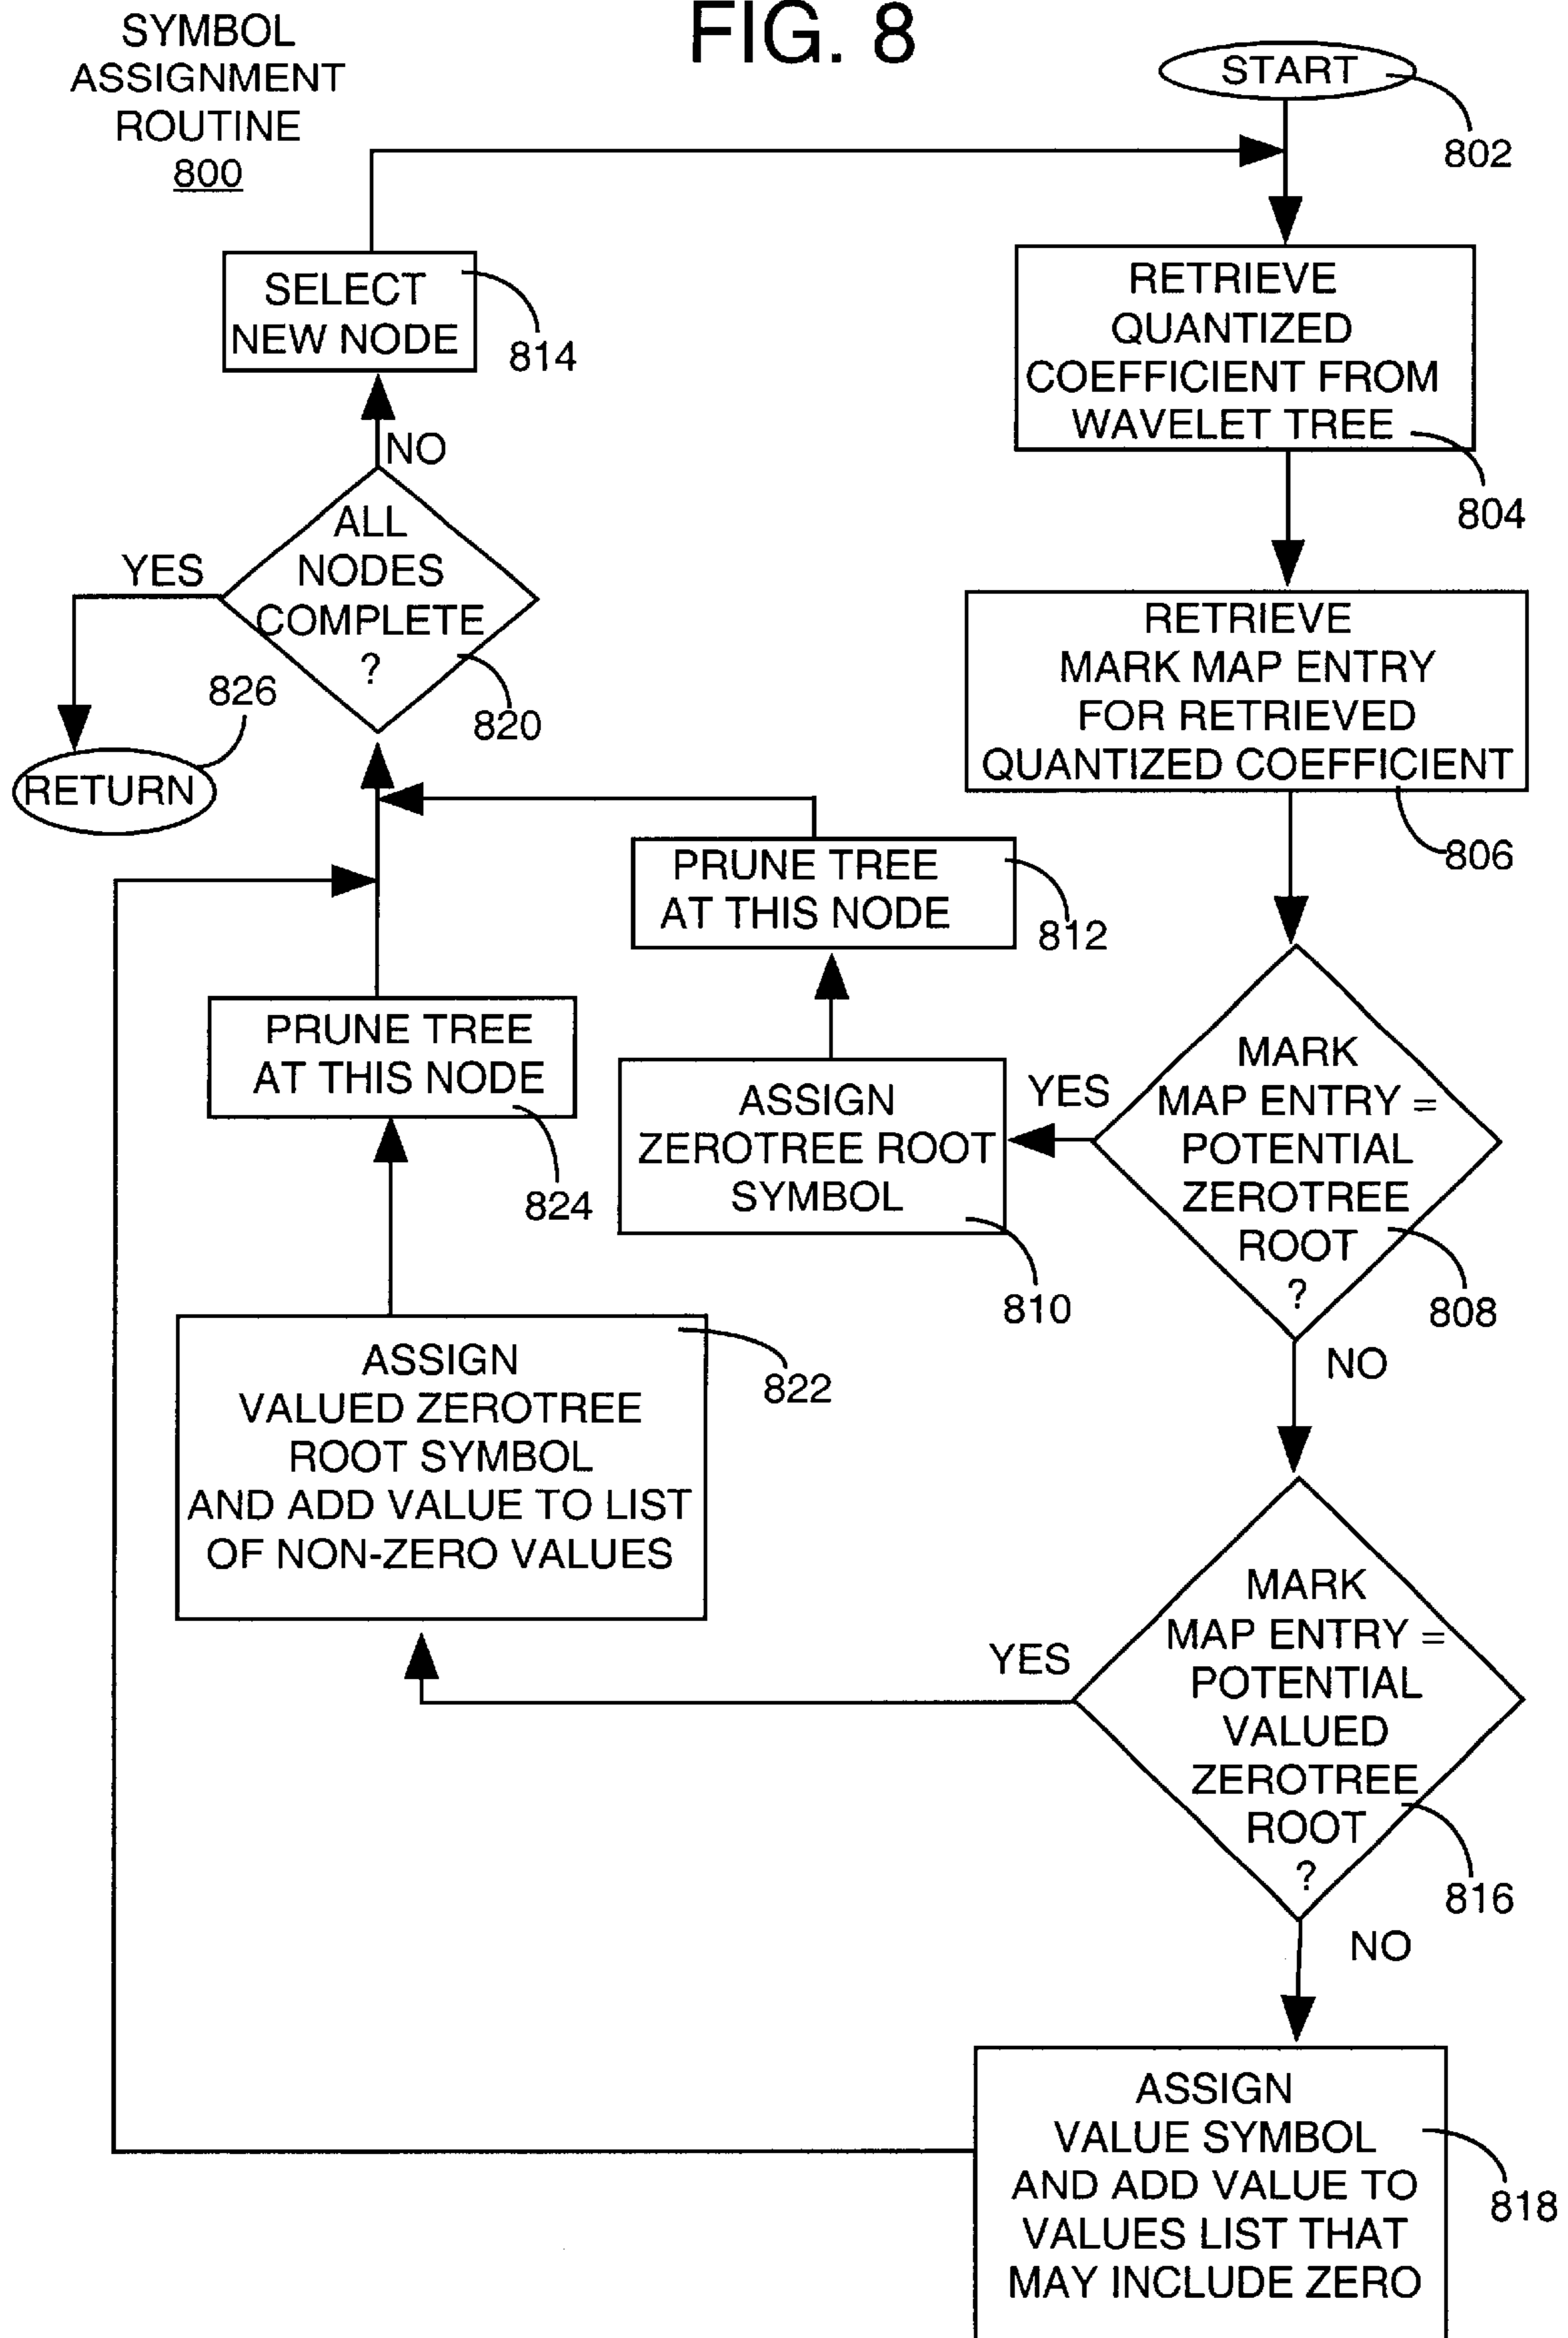 FIG. 8
SYMBOL
ASSIGNMENT
ROUTINE
800
START
802
RETRIEVE
QUANTIZED
COEFFICIENT FROM
WAVELET TREE
804
RETRIEVE
MARK MAP ENTRY
FOR RETRIEVED
QUANTIZED COEFFICIENT
806
MARK
MAP ENTRY =
POTENTIAL
ZEROTREE
ROOT
?
808
YES
NO
ASSIGN
ZEROTREE ROOT
SYMBOL
810
PRUNE TREE
AT THIS NODE
812
SELECT
NEW NODE
814
NO
ALL
NODES
COMPLETE
?
820
YES
RETURN
826
PRUNE TREE
AT THIS NODE
824
ASSIGN
VALUED ZEROTREE
ROOT SYMBOL
AND ADD VALUE TO LIST
OF NON-ZERO VALUES
822
MARK
MAP ENTRY =
POTENTIAL
VALUED
ZEROTREE
ROOT
?
816
YES
NO
ASSIGN
VALUE SYMBOL
AND ADD VALUE TO
VALUES LIST THAT
MAY INCLUDE ZERO
818